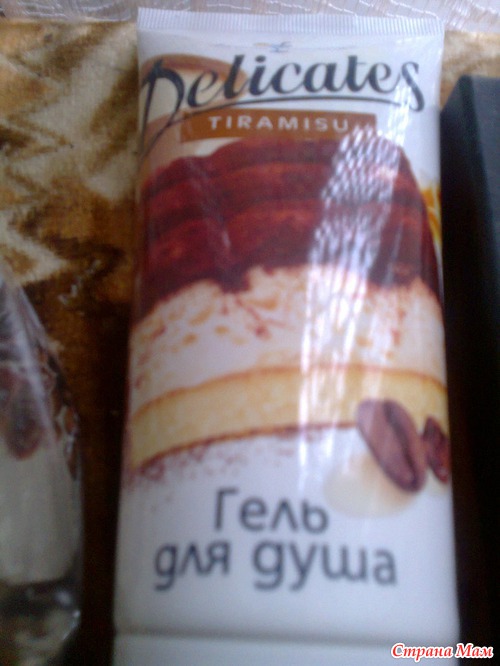 Delicates
TIRAMISU
Гель
для душа
Страна Мам